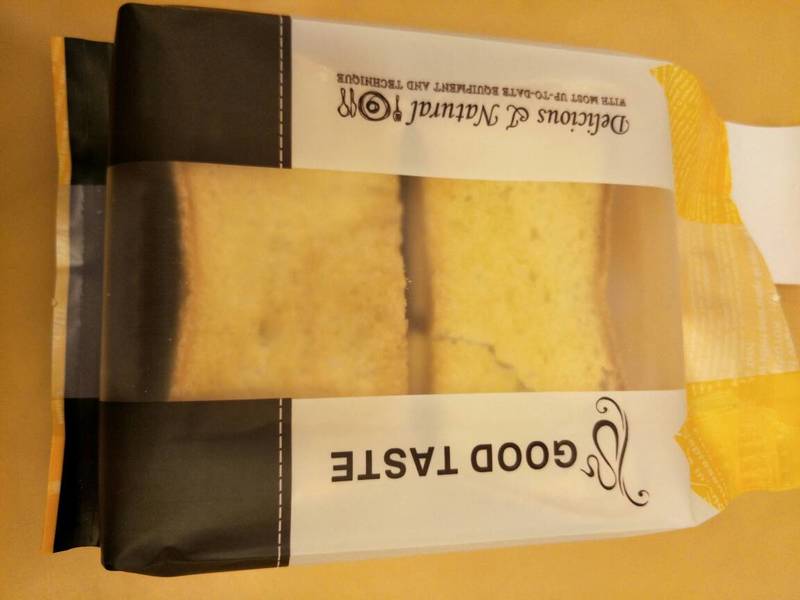 GOOD TASTE
Delicious & Natural
WITH MOST UP-TO-DATE EQUIPMENT AND TECHNIQUE